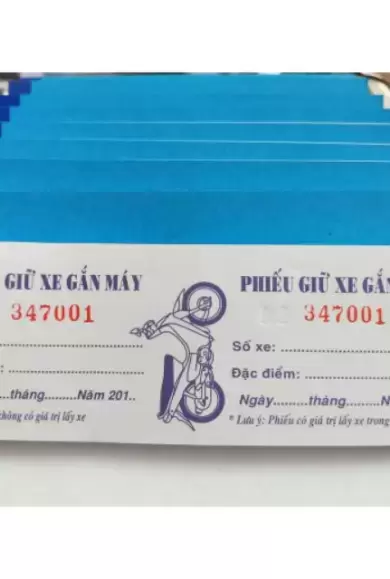 GIỮ XE GẮN MÁY
347001
:
........tháng.........Năm 201..
không có giá trị lấy xe
PHIẾU GIỮ XE GẮN
347001
Số xe: ..........................
Đặc điểm: ....................
Ngày.........tháng.........N
* Lưu ý: Phiếu có giá trị lấy xe trong